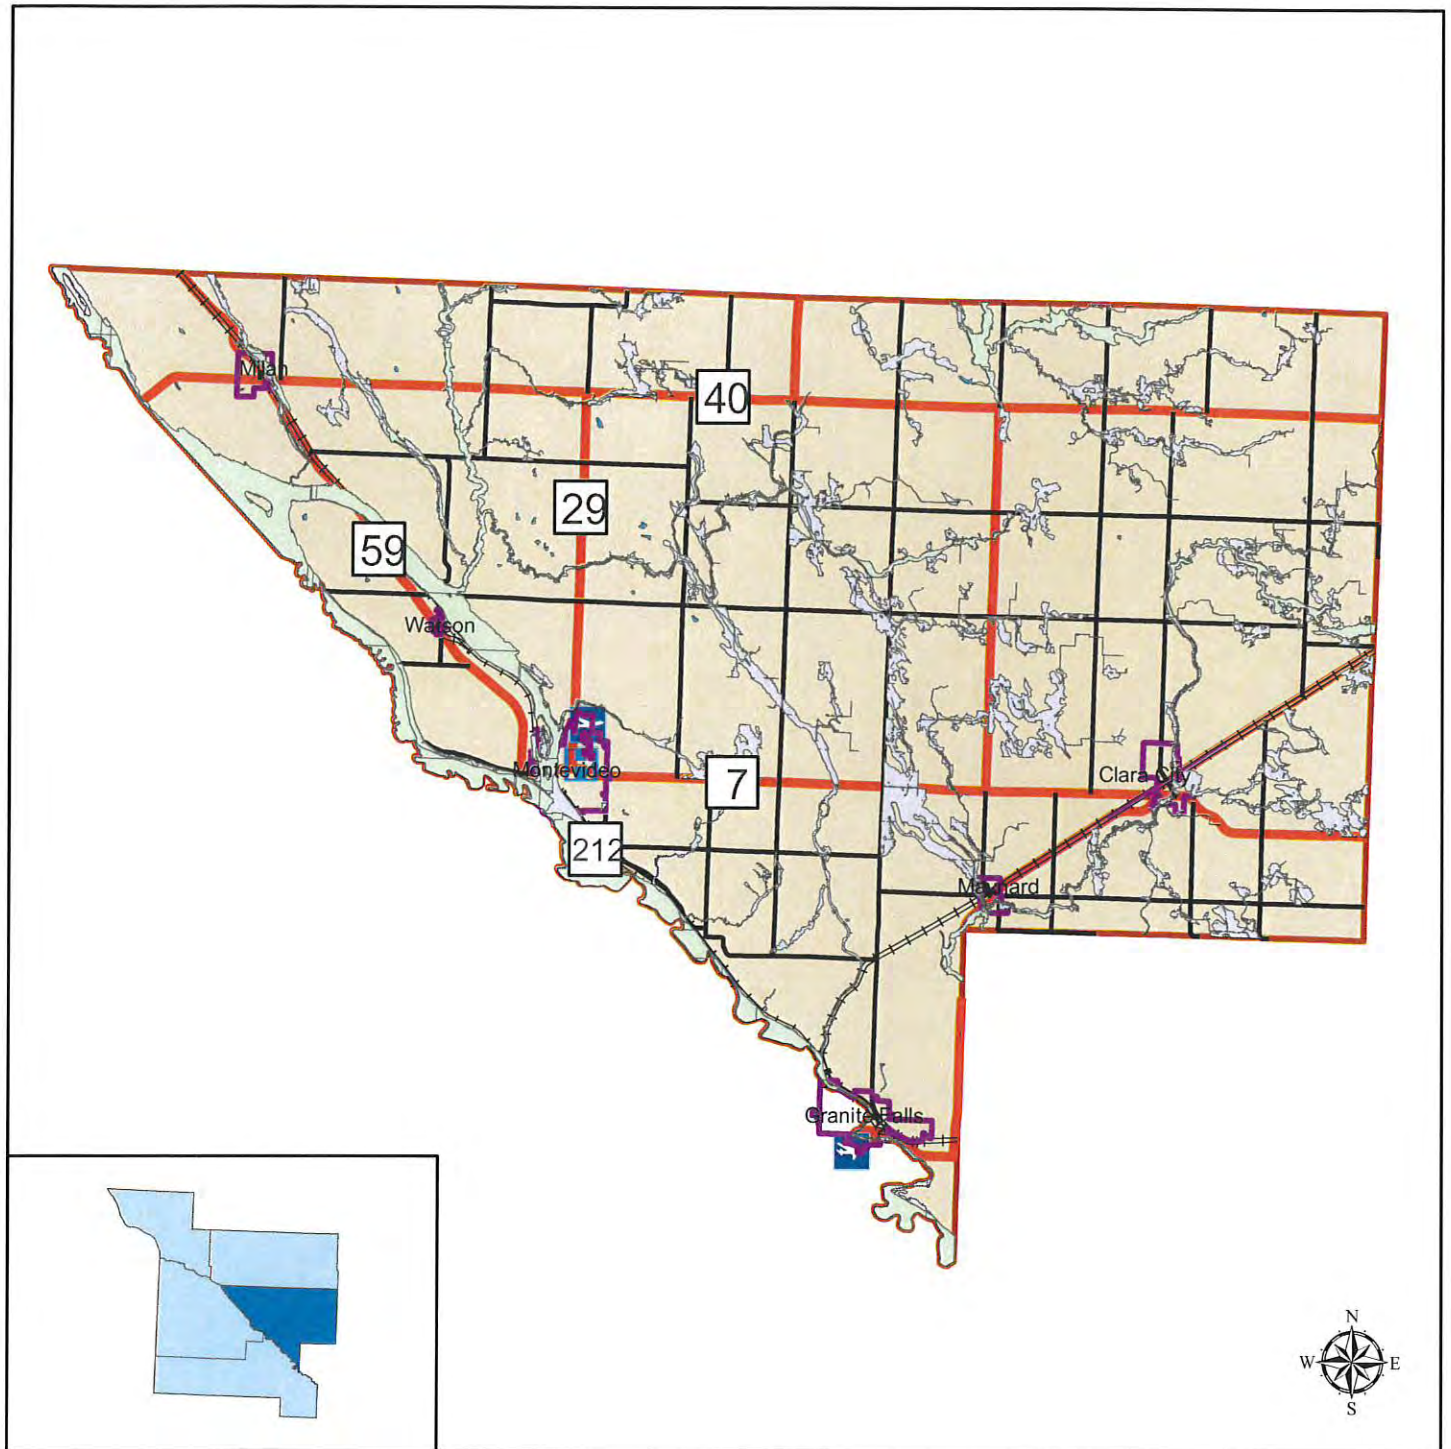 Milan
40
29
59
Watson
Montevideo
7
Clara City
212
Maynard
Granite Falls
N
W
E
S